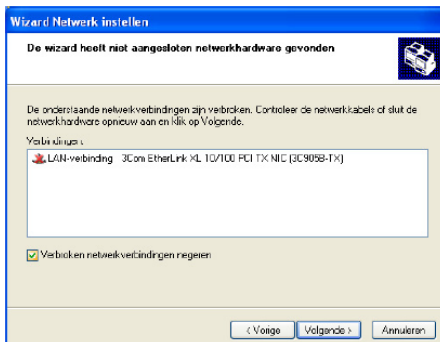 Wizard Netwerk instellen
De wizard heeft niet aangesloten netwerkhardware gevonden
De onderstaande netwerkverbindingen zijn verbroken. Controleer de netwerkkabels of sluit de
netwerkhardware opnieuw aan en klik op Volgende.
Verbindingen:
LAN-verbinding 3Com EtherLink XL 10/100 PCI TX NIC (3C905B-TX)
Verbroken netwerkverbindingen negeren
< Vorige Volgende > Annuleren